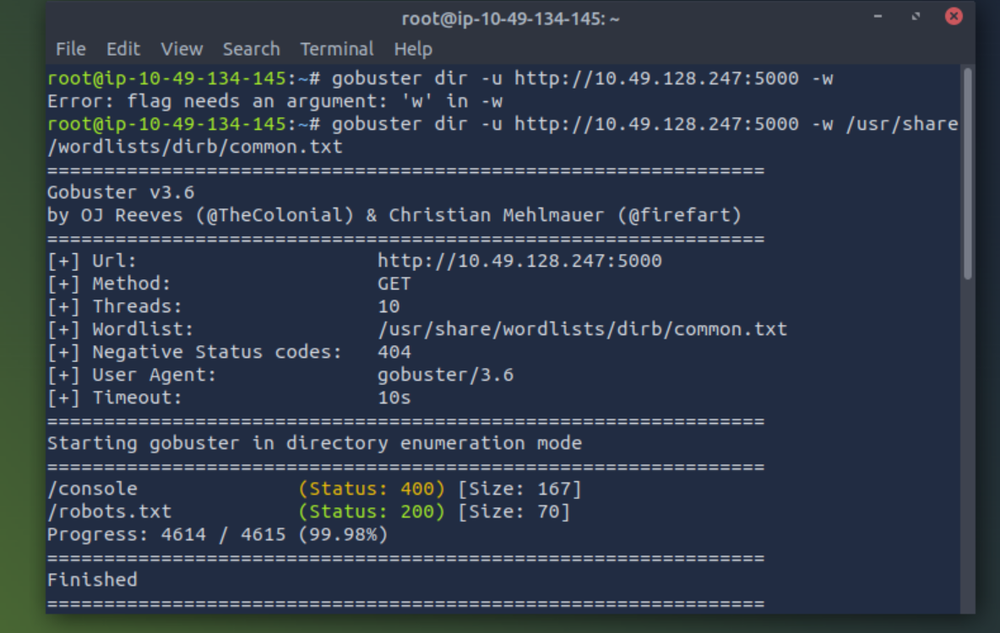 root@ip-10-49-134-145: ~
File Edit View Search Terminal Help
root@ip-10-49-134-145:~# gobuster dir -u http://10.49.128.247:5000 -w
Error: flag needs an argument: 'w' in -w
root@ip-10-49-134-145:~# gobuster dir -u http://10.49.128.247:5000 -w /usr/share
/wordlists/dirb/common.txt
===============================================================
Gobuster v3.6
by OJ Reeves (@TheColonial) & Christian Mehlmauer (@firefart)
===============================================================
[+] Url:                     http://10.49.128.247:5000
[+] Method:                  GET
[+] Threads:                 10
[+] Wordlist:                /usr/share/wordlists/dirb/common.txt
[+] Negative Status codes:   404
[+] User Agent:              gobuster/3.6
[+] Timeout:                 10s
===============================================================
Starting gobuster in directory enumeration mode
===============================================================
/console              (Status: 400) [Size: 167]
/robots.txt           (Status: 200) [Size: 70]
Progress: 4614 / 4615 (99.98%)
===============================================================
Finished
===============================================================